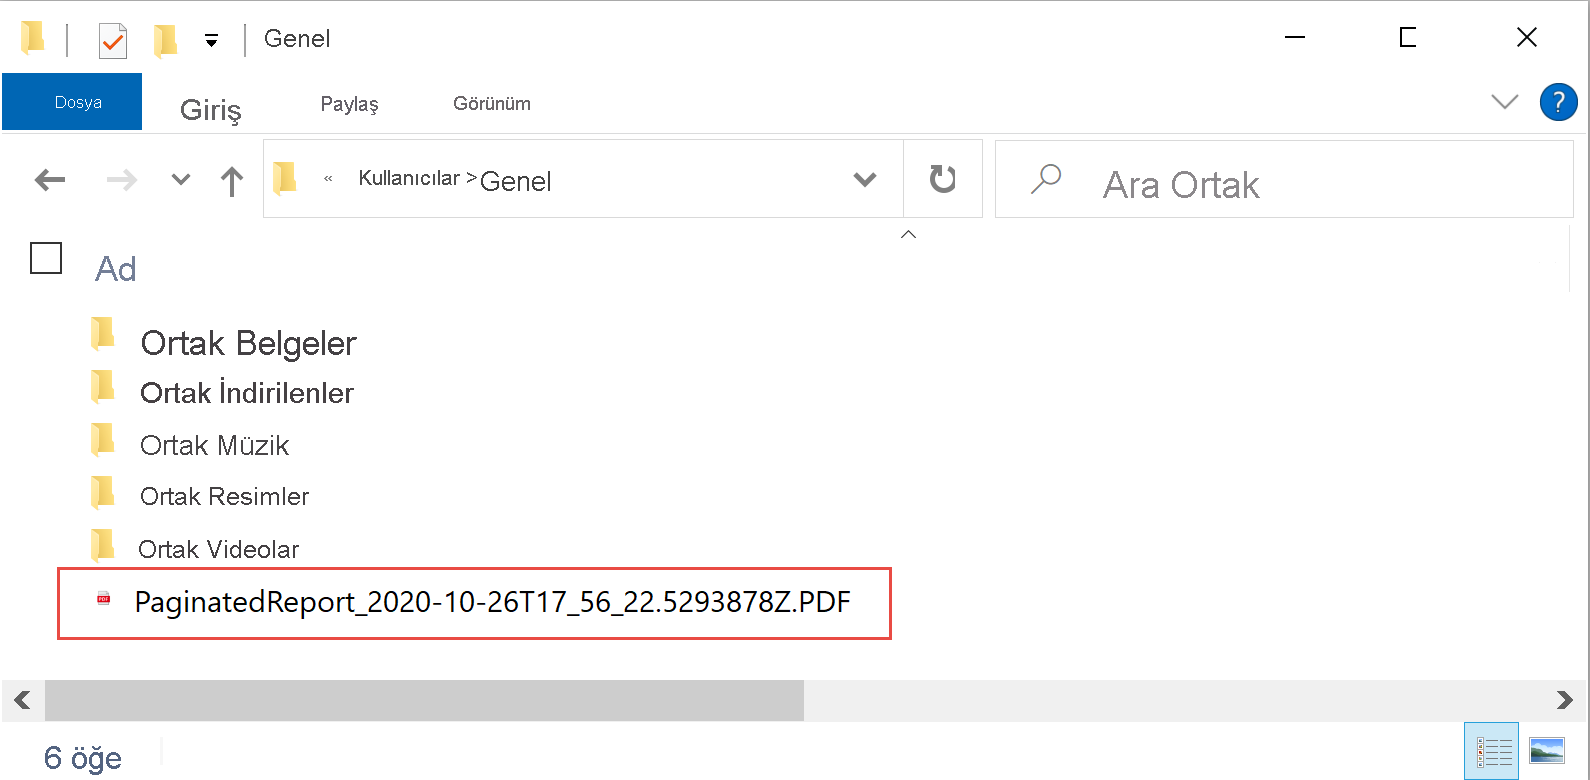 Genel
Dosya Giriş Paylaş Görünüm ?
« Kullanıcılar > Genel Ara Ortak
Ad
Ortak Belgeler
Ortak İndirilenler
Ortak Müzik
Ortak Resimler
Ortak Videolar
PDF PaginatedReport_2020-10-26T17_56_22.5293878Z.PDF
6 öğe